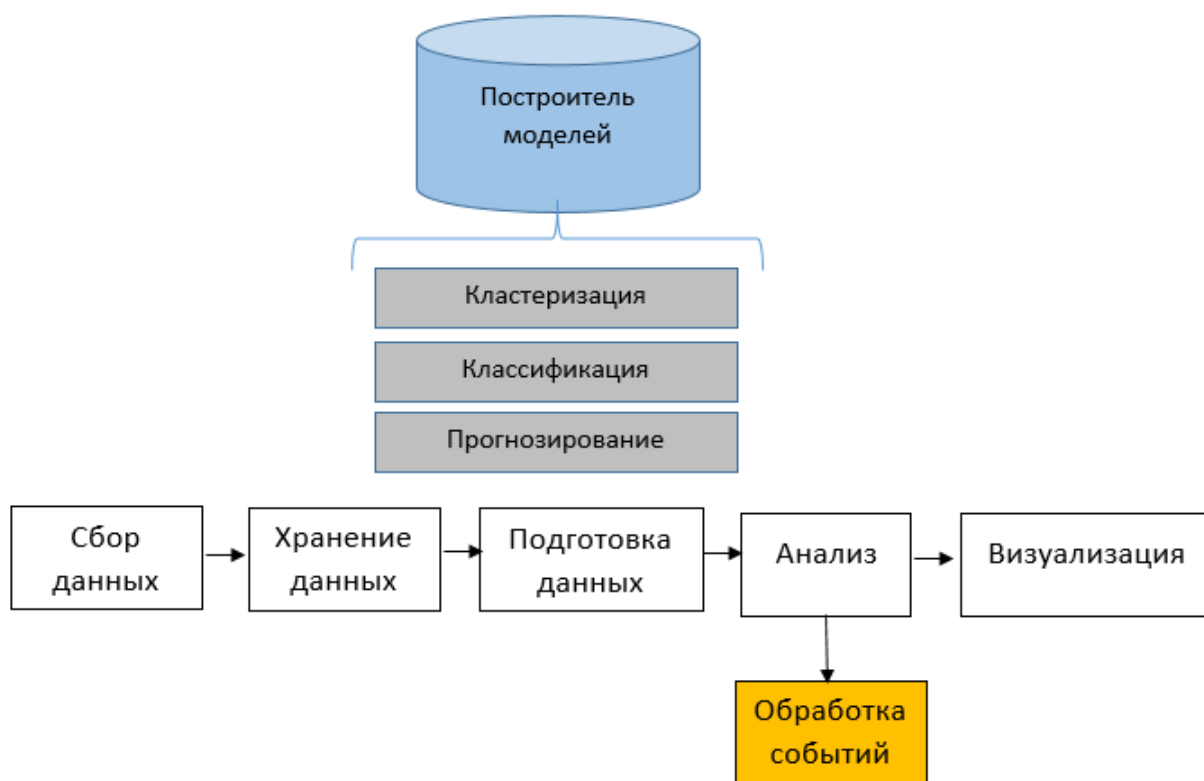 Построитель
моделей
Кластеризация
Классификация
Прогнозирование
Сбор
данных
Хранение
данных
Подготовка
данных
Анализ
Визуализация
Обработка
событий